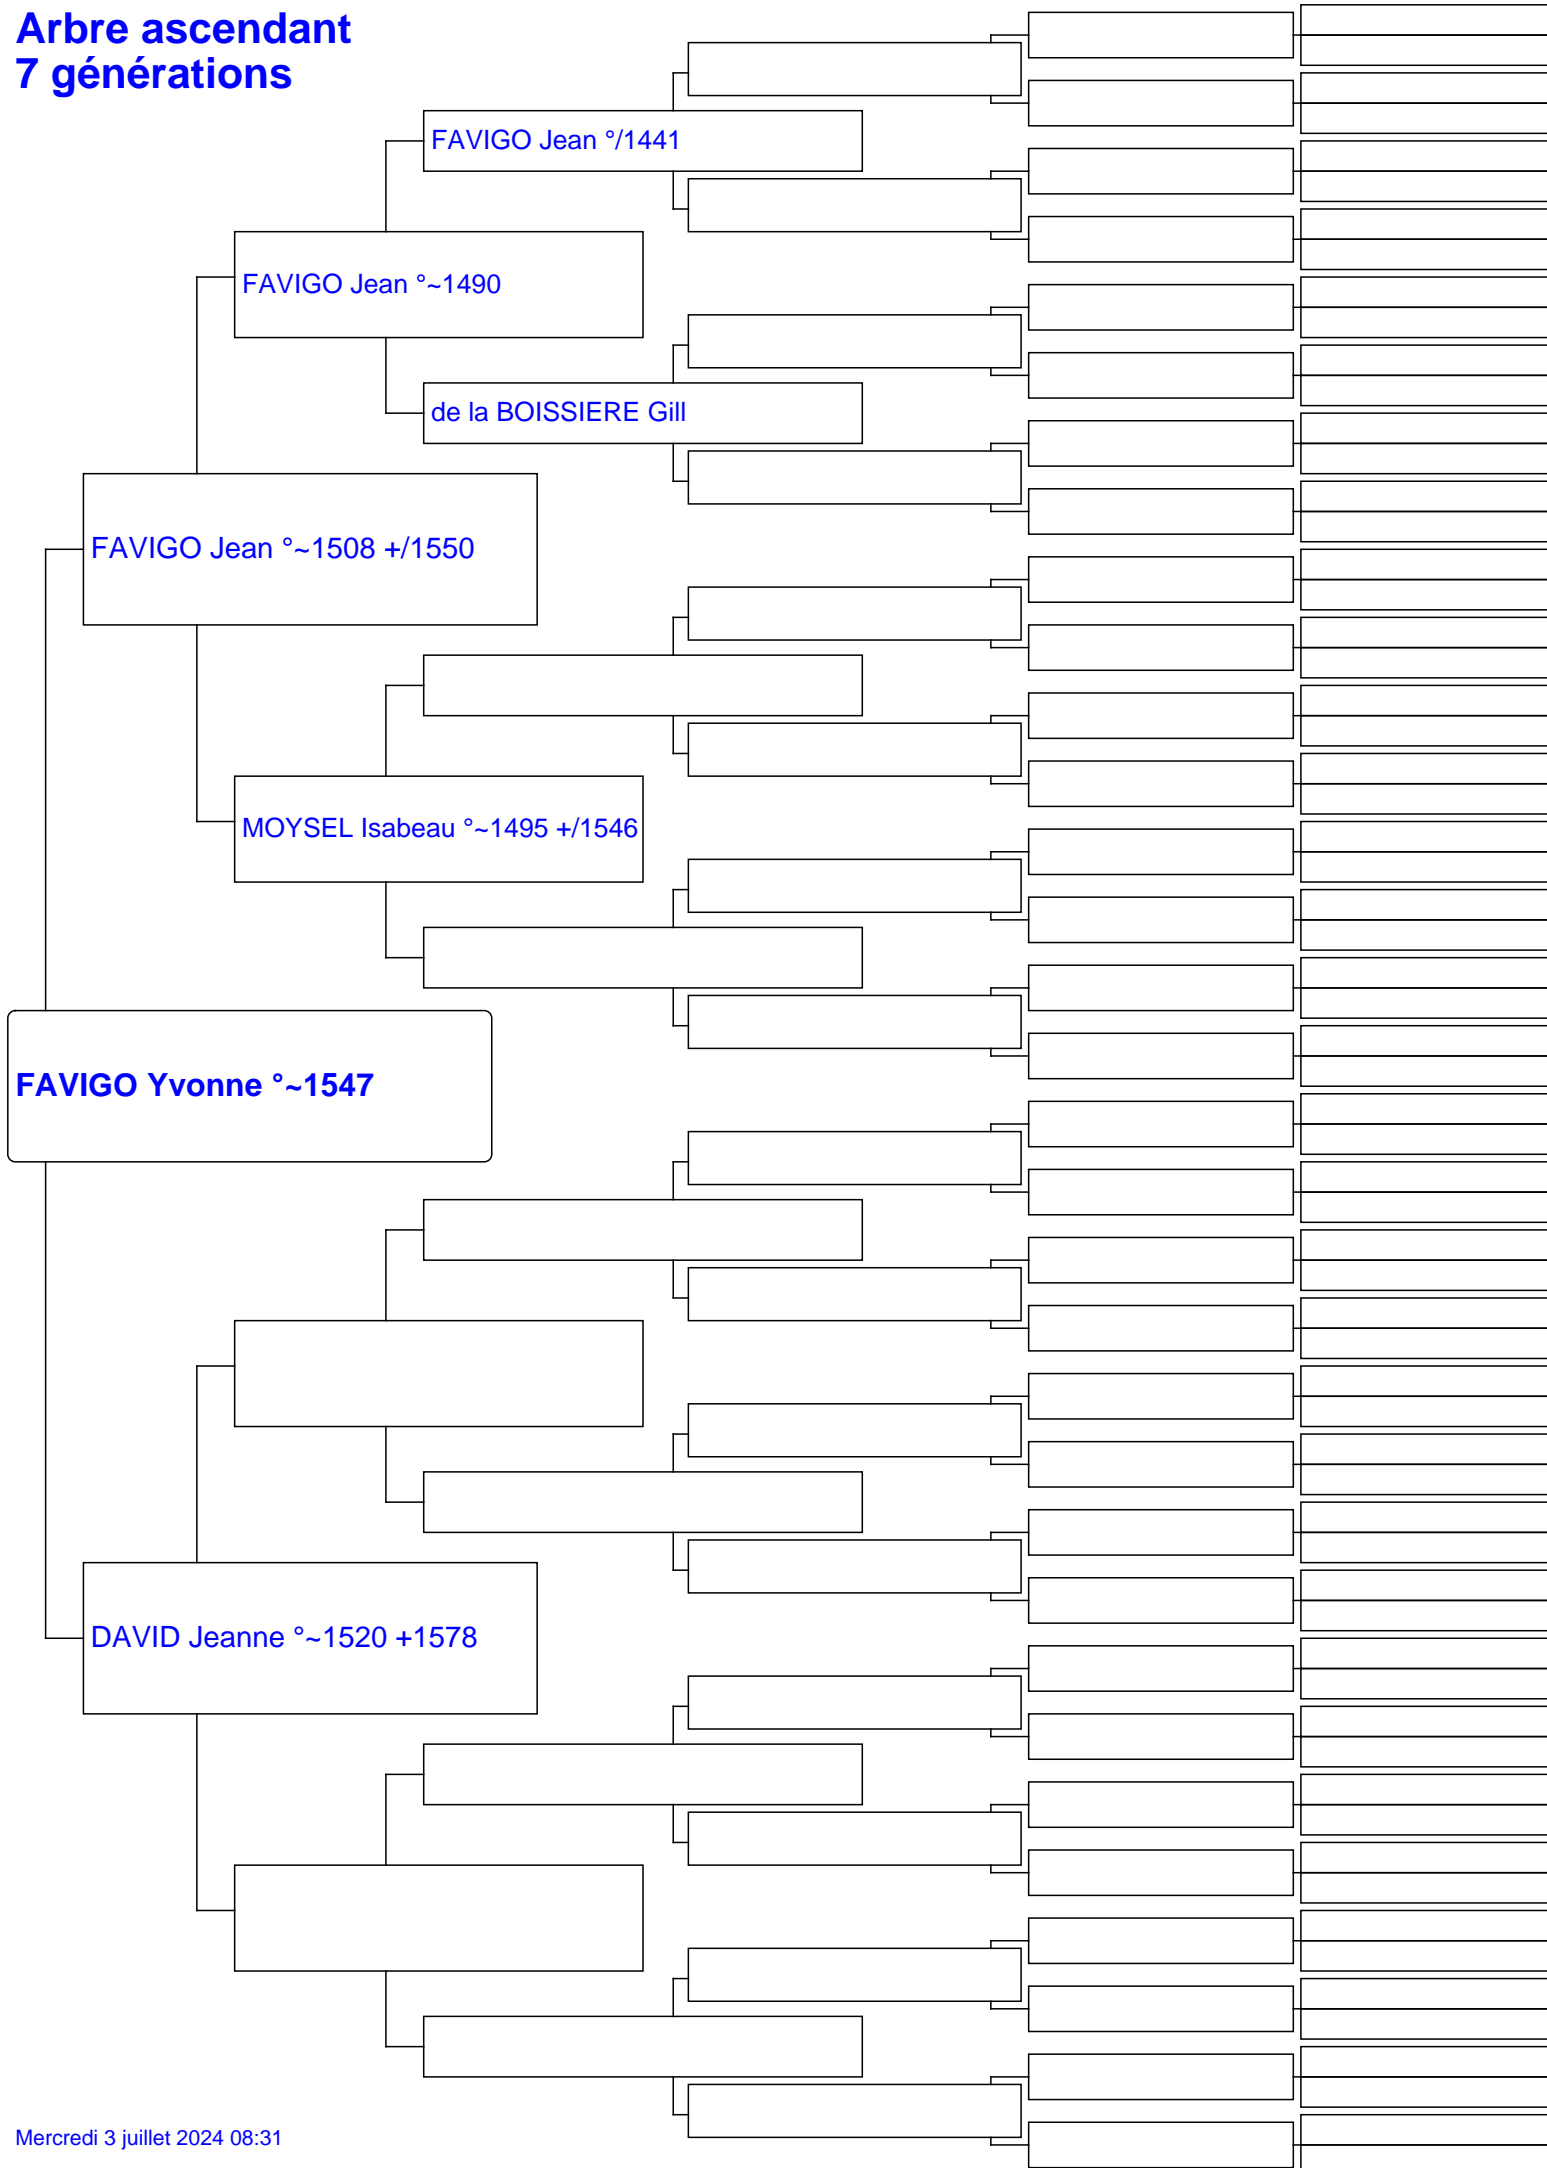 Arbre ascendant
7 générations
FAVIGO Jean °/1441
FAVIGO Jean °~1490
de la BOISSIERE Gill
FAVIGO Jean °~1508 +/1550
MOYSEL Isabeau °~1495 +/1546
FAVIGO Yvonne °~1547
DAVID Jeanne °~1520 +1578
Mercredi 3 juillet 2024 08:31